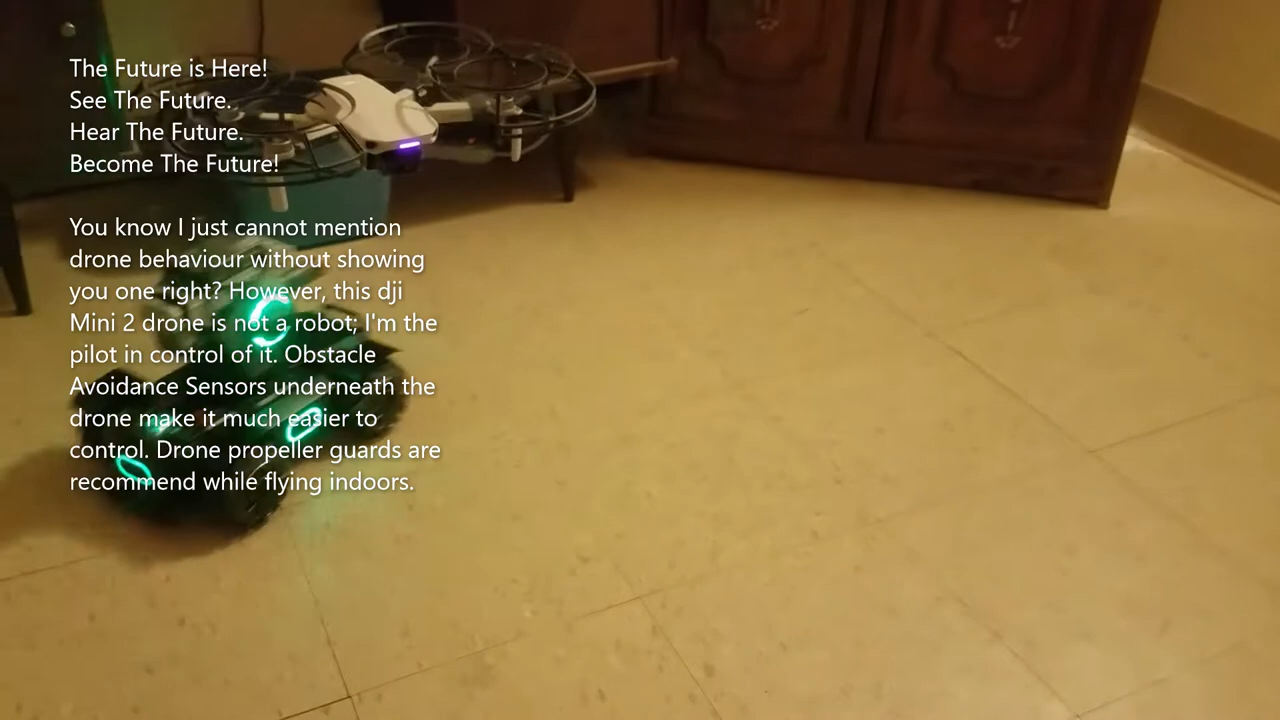 The Future is Here!
See The Future.
Hear The Future.
Become The Future!
You know I just cannot mention
drone behaviour without showing
you one right? However, this dji
Mini 2 drone is not a robot; I'm the
pilot in control of it. Obstacle
Avoidance Sensors underneath the
drone make it much easier to
control. Drone propeller guards are
recommend while flying indoors.